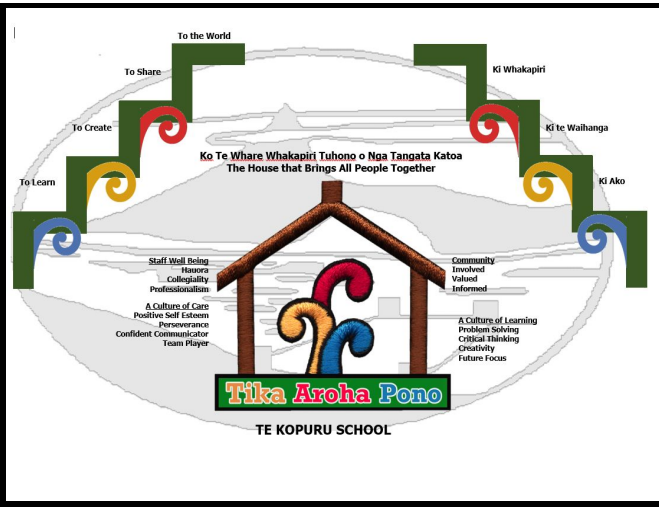 To the World
To Share
To Create
To Learn
Ki Whakapiri
Ki te Waihanga
Ki Ako
Ko Te Whare Whakapiri Tuhono o Nga Tangata Katoa
The House that Brings All People Together
Staff Well Being
Hauora
Collegiality
Professionalism
A Culture of Care
Positive Self Esteem
Perseverance
Confident Communicator
Team Player
Community
Involved
Valued
Informed
A Culture of Learning
Problem Solving
Critical Thinking
Creativity
Future Focus
Tika Aroha Pono
TE KOPURU SCHOOL